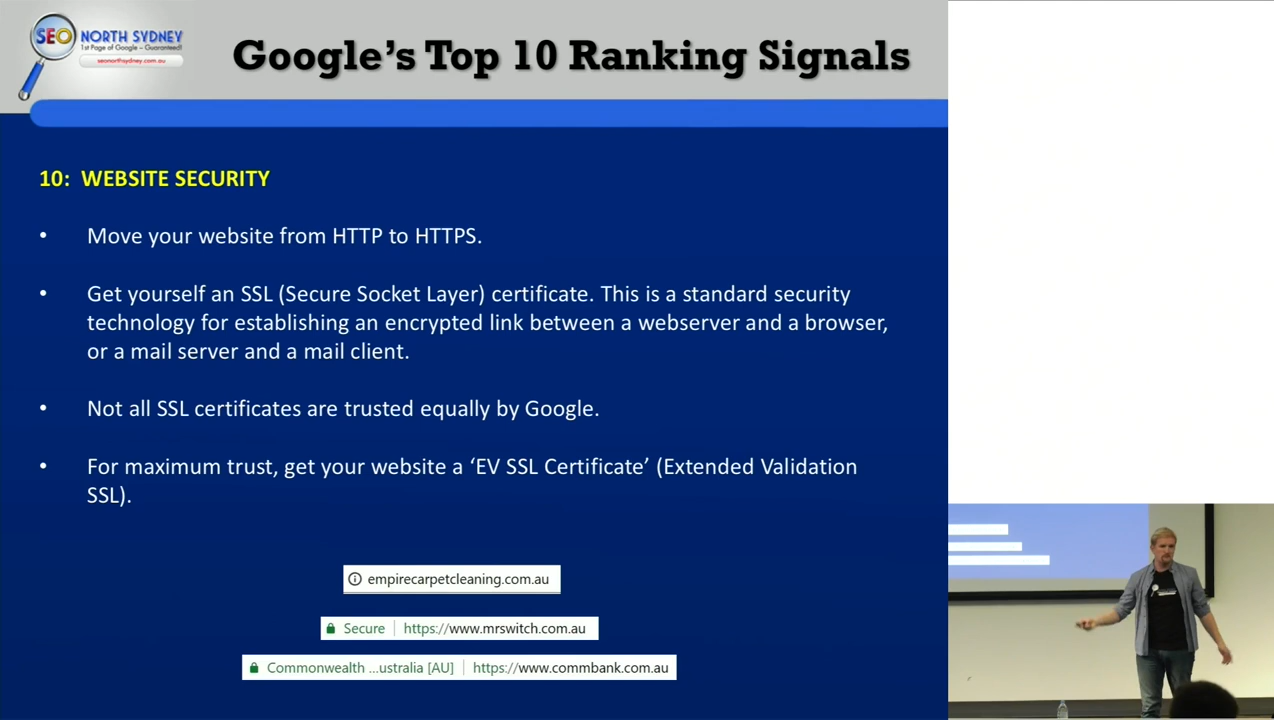 SEO NORTH SYDNEY
1st Page of Google – Guaranteed!
seonorthsydney.com.au
Google's Top 10 Ranking Signals
10: WEBSITE SECURITY
• Move your website from HTTP to HTTPS.
• Get yourself an SSL (Secure Socket Layer) certificate. This is a standard security
technology for establishing an encrypted link between a webserver and a browser,
or a mail server and a mail client.
• Not all SSL certificates are trusted equally by Google.
• For maximum trust, get your website a ‘EV SSL Certificate’ (Extended Validation
SSL).
empirecarpetcleaning.com.au
Secure | https://www.mrswitch.com.au
Commonwealth ...ustralia [AU] | https://www.commbank.com.au